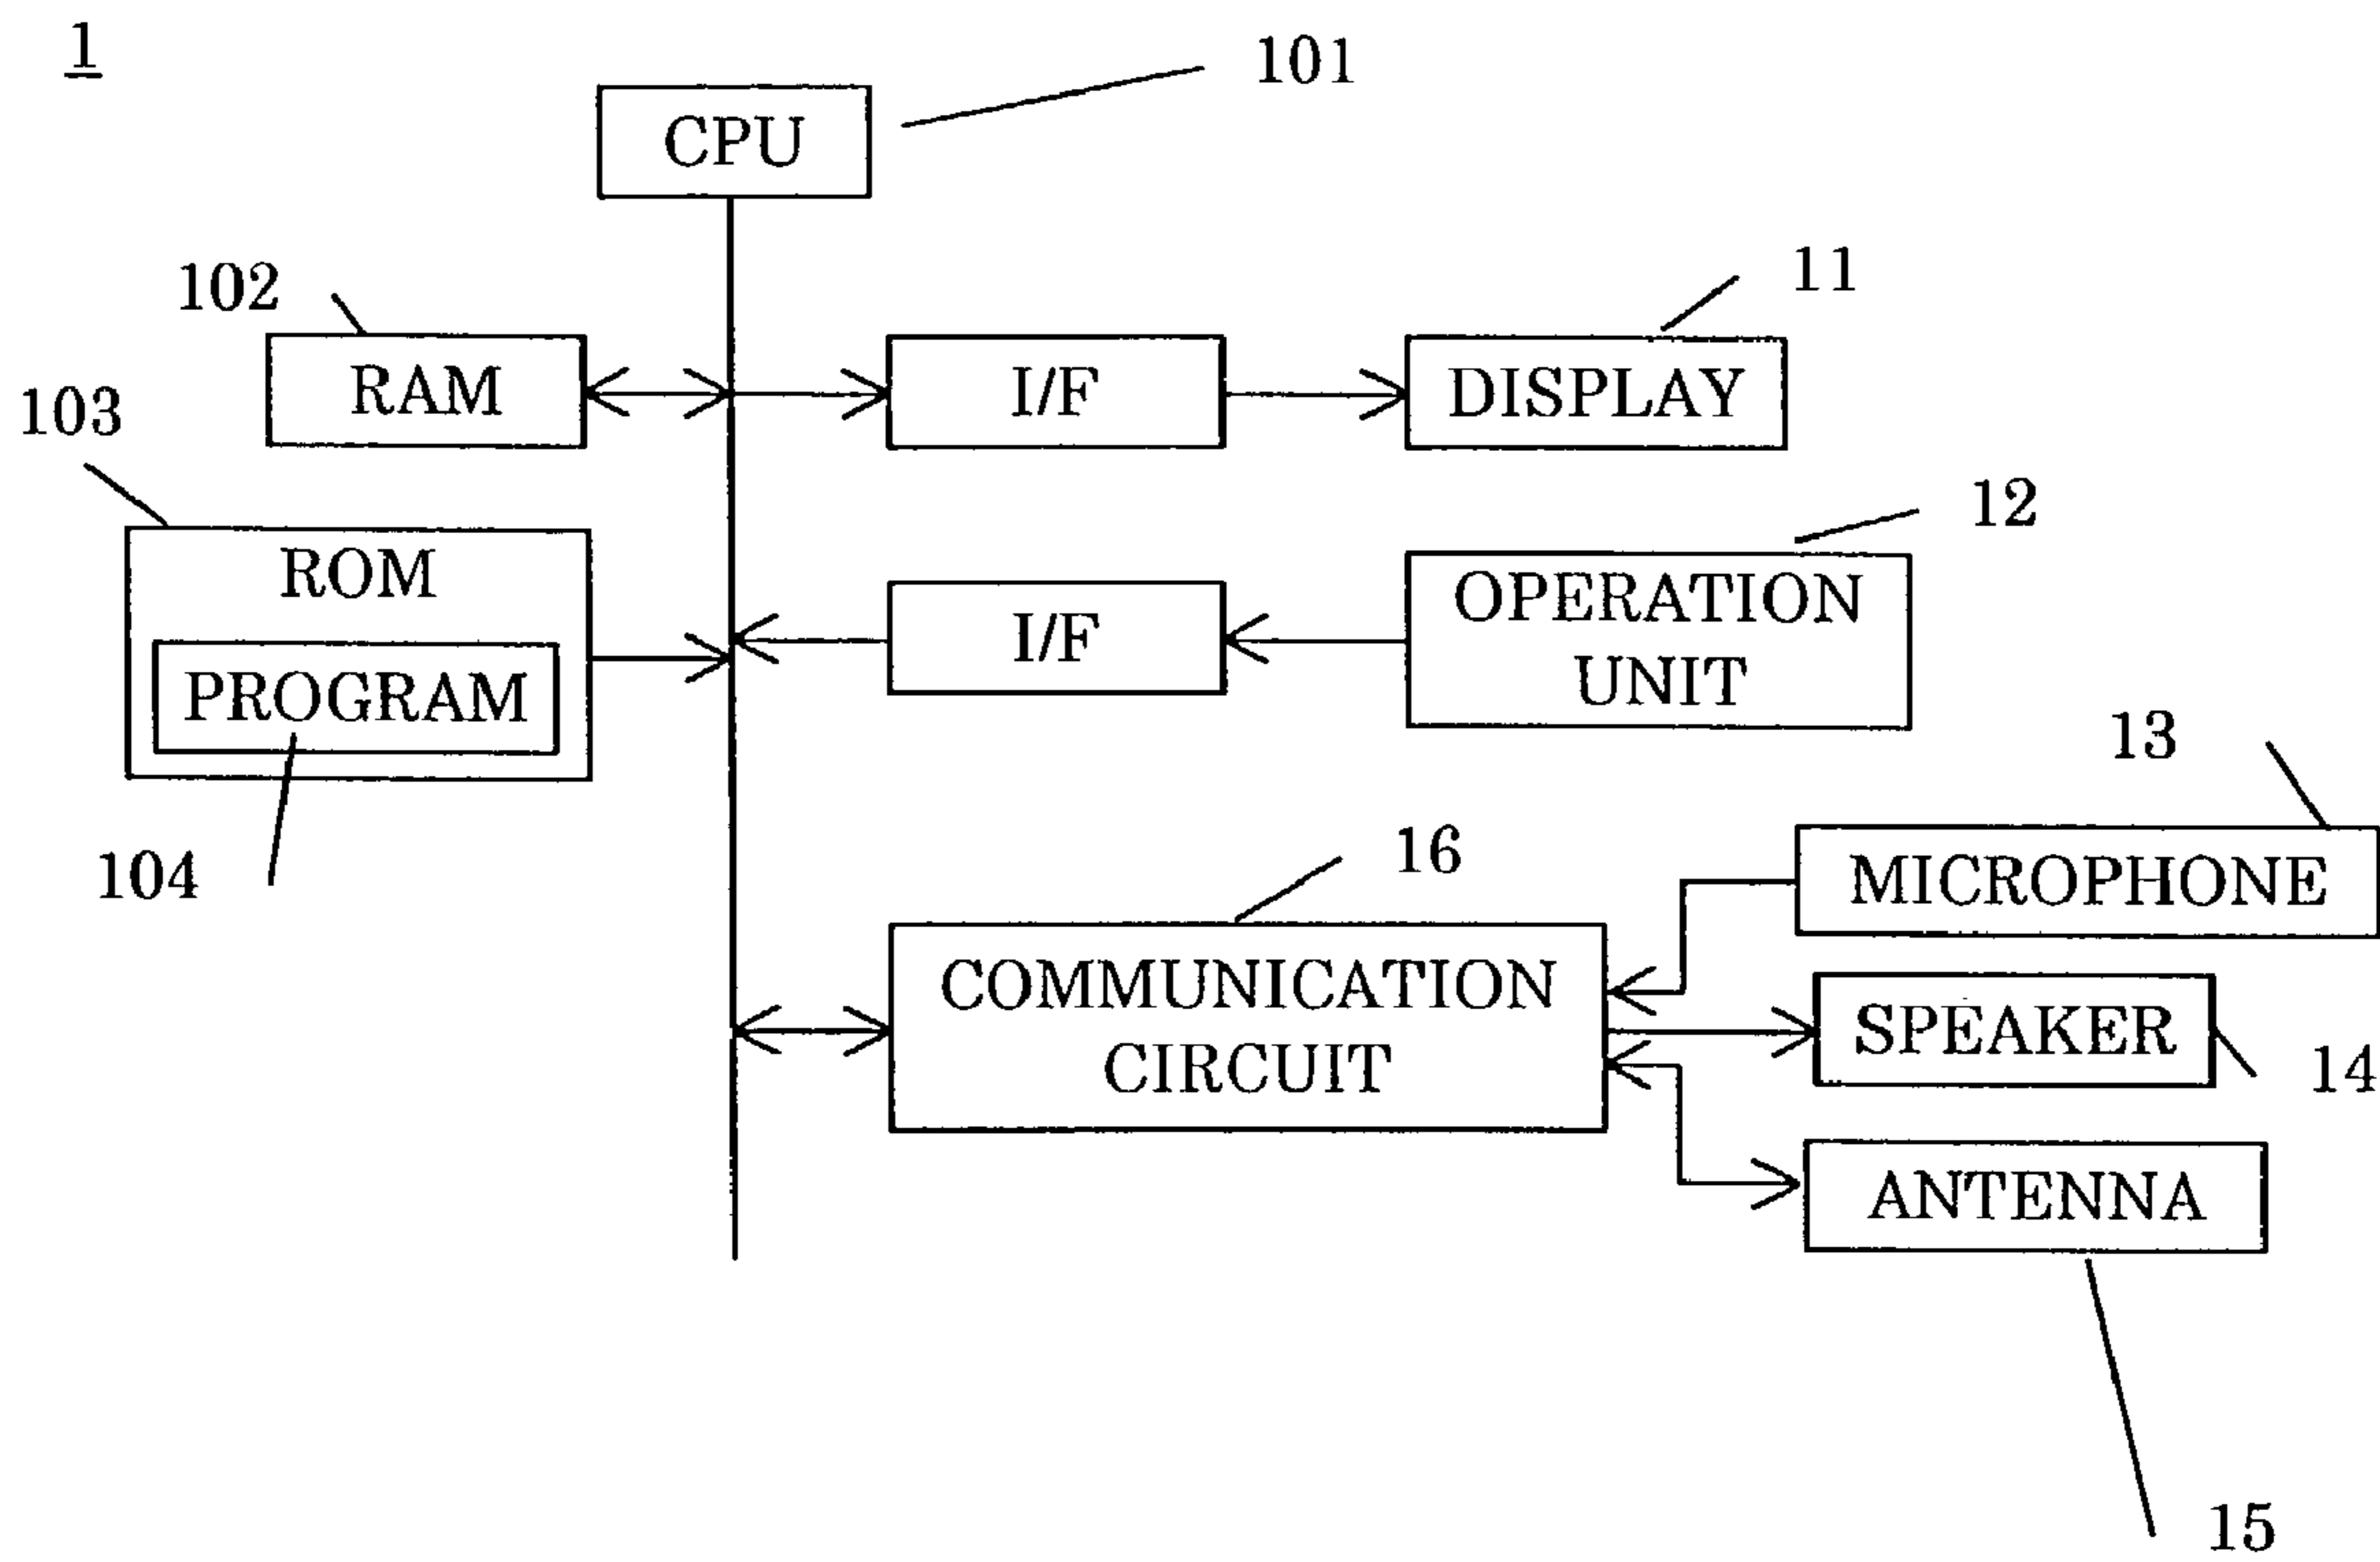 1
101
CPU
102
11
RAM
I/F
DISPLAY
103
12
ROM
I/F
OPERATION
UNIT
PROGRAM
13
104
16
MICROPHONE
COMMUNICATION
CIRCUIT
SPEAKER
14
ANTENNA
15